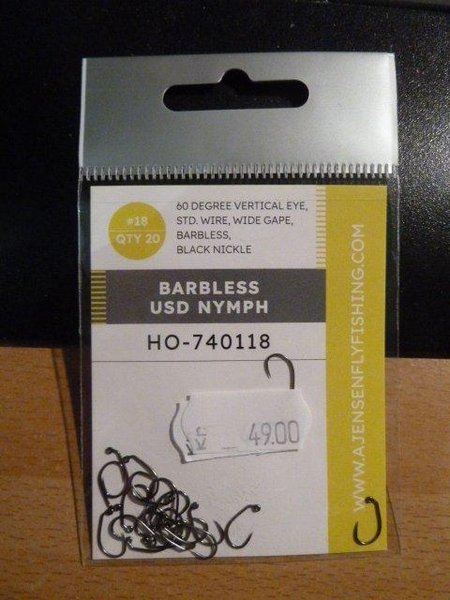 #18
QTY 20
60 DEGREE VERTICAL EYE,
STD. WIRE, WIDE GAPE,
BARBLESS,
BLACK NICKLE
BARBLESS
USD NYMPH
HO-740118
49.00
WWW.AJENSENFLYFISHING.COM